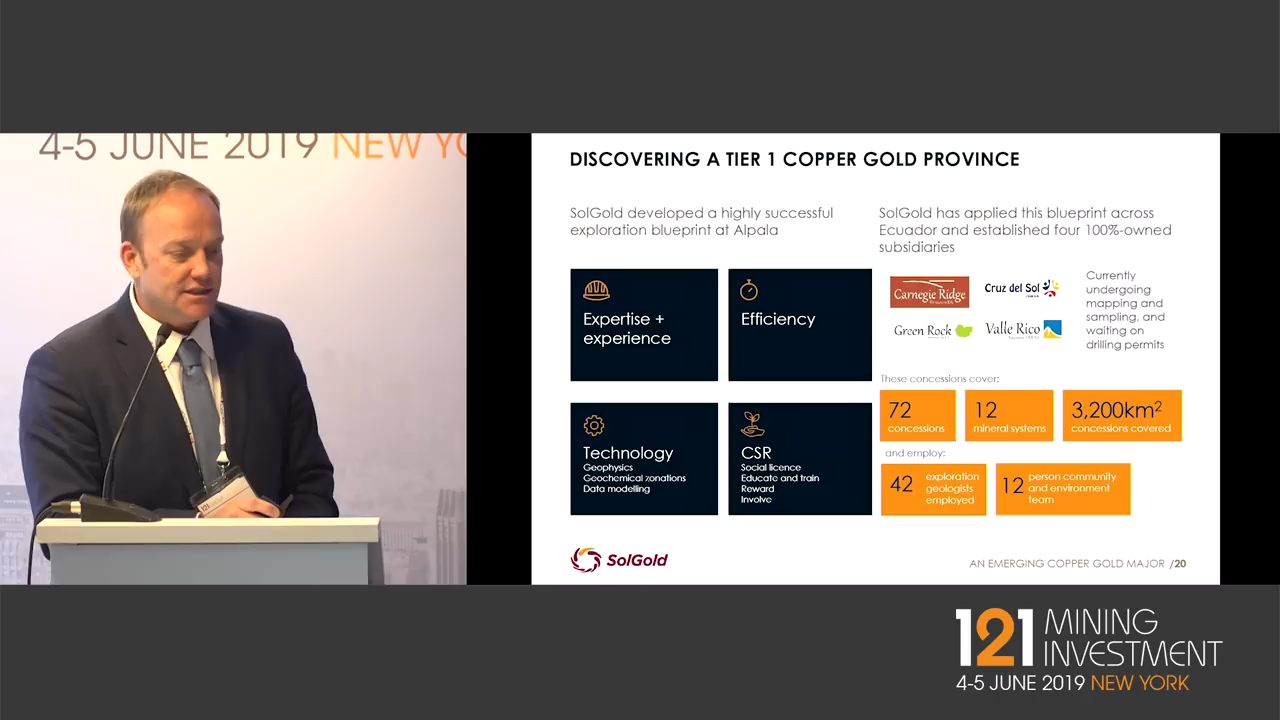 4-5 JUNE 2019 NEW YO
DISCOVERING A TIER 1 COPPER GOLD PROVINCE
SolGold developed a highly successful
exploration blueprint at Alpala
Expertise +
experience
Efficiency
Technology
Geophysics
Geochemical zonations
Data modelling
CSR
Social licence
Educate and train
Reward
Involve
SolGold has applied this blueprint across
Ecuador and established four 100%-owned
subsidiaries
Carnegie Ridge
Cruz del Sol
Green Rock
Valle Rico
Currently
undergoing
mapping and
sampling, and
waiting on
drilling permits
These concessions cover:
72
concessions
12
mineral systems
3,200km²
concessions covered
and employ:
42 exploration
geologists
employed
12 person community
and environment
team
SolGold
AN EMERGING COPPER GOLD MAJOR /20
121 MINING
INVESTMENT
4-5 JUNE 2019 NEW YORK